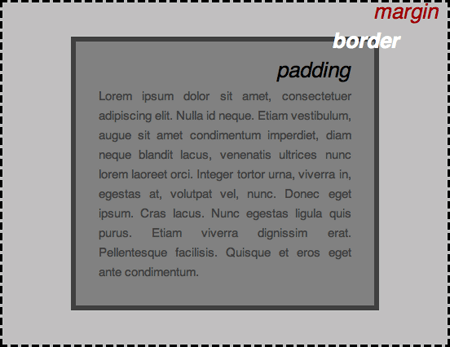 margin
border
padding
Lorem ipsum dolor sit amet, consectetuer
adipiscing elit. Nulla id neque. Etiam vestibulum,
augue sit amet condimentum imperdiet, diam
neque blandit lacus, venenatis ultrices nunc
lorem laoreet orci. Integer tortor urna, viverra in,
egestas at, volutpat vel, nunc. Donec eget
ipsum. Cras lacus. Nunc egestas ligula quis
purus. Etiam viverra dignissim erat.
Pellentesque facilisis. Quisque et eros eget
ante condimentum.